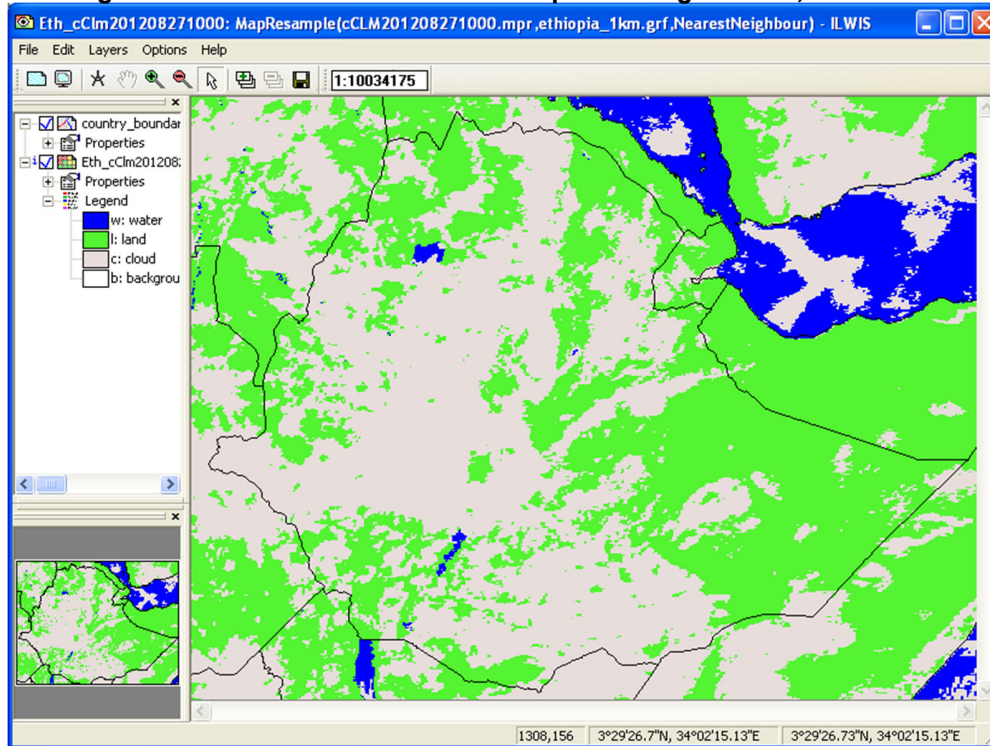 Eth_cClm201208271000: MapResample(cCLM201208271000.mpr,ethiopia_1km.grf,NearestNeighbour) - ILWIS
File Edit Layers Options Help
1:10034175
country_boundar
Properties
Eth_cClm201208
Properties
Legend
w: water
l: land
c: cloud
b: backgrou
1308,156 3°29'26.7"N, 34°02'15.13"E 3°29'26.73"N, 34°02'15.13"E